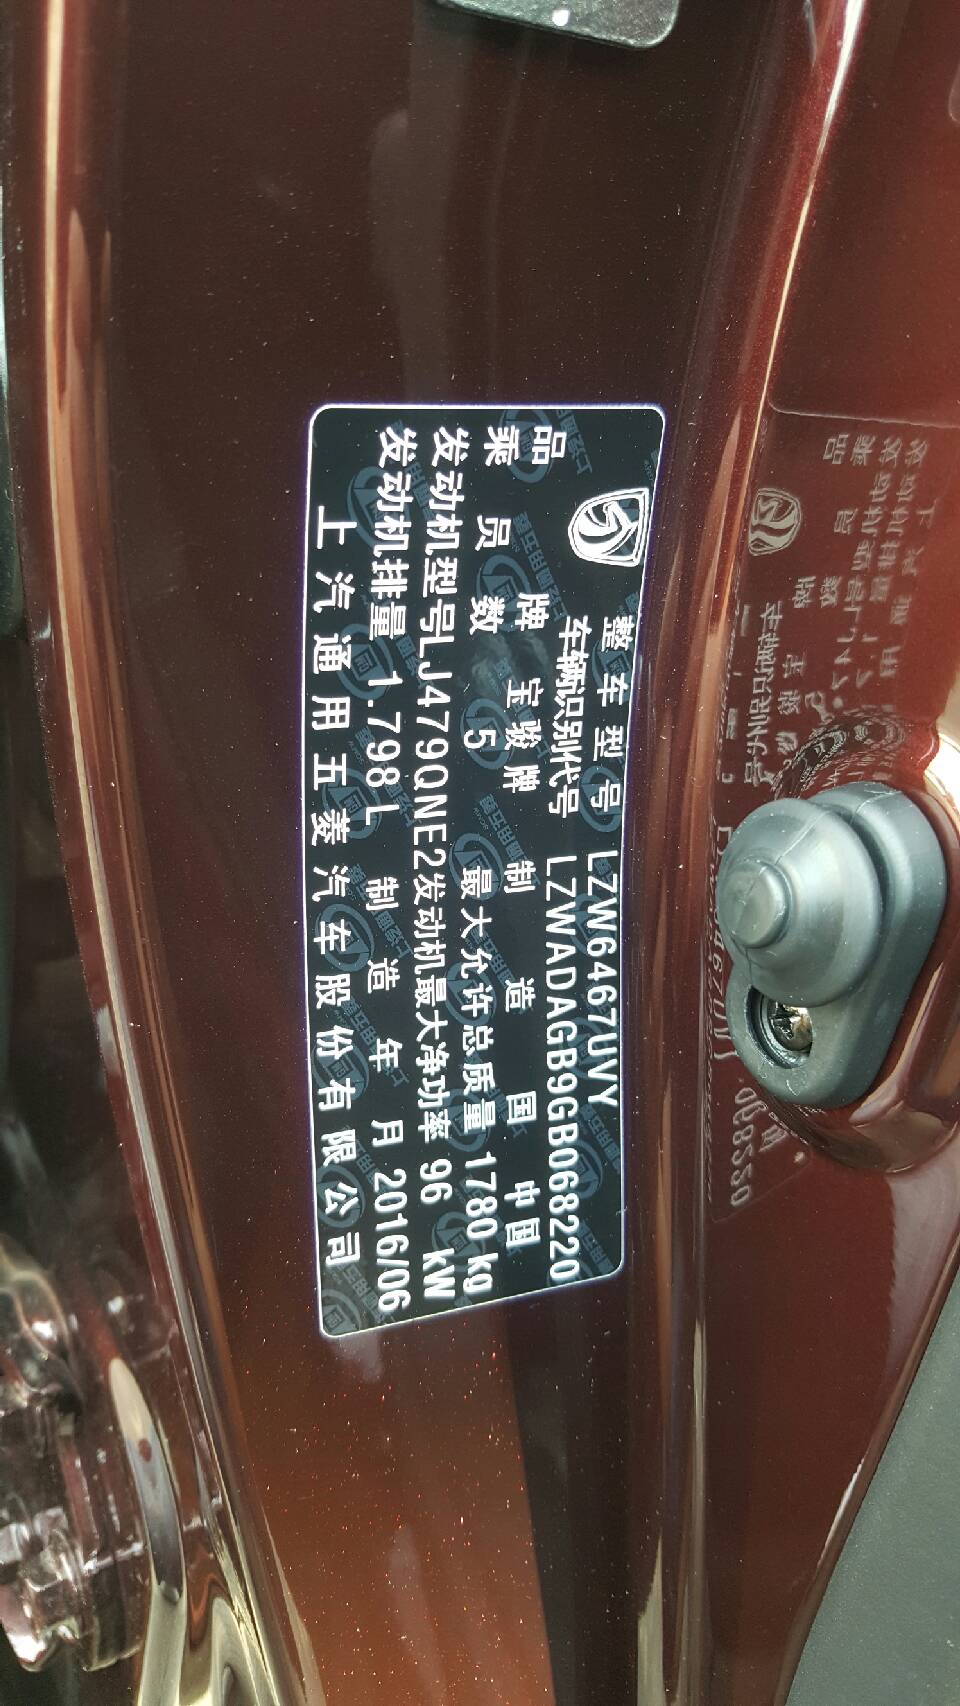 整车型号 LZW6467UVY
车辆识别代号 LZWADAGB9GB068220
品牌 宝骏牌 制造国 中国
乘员数 5 最大允许总质量 1780kg
发动机型号LJ479QNE2发动机最大净功率 96 kW
发动机排量 1.798L 制造年月 2016/06
上汽通用五菱汽车股份有限公司